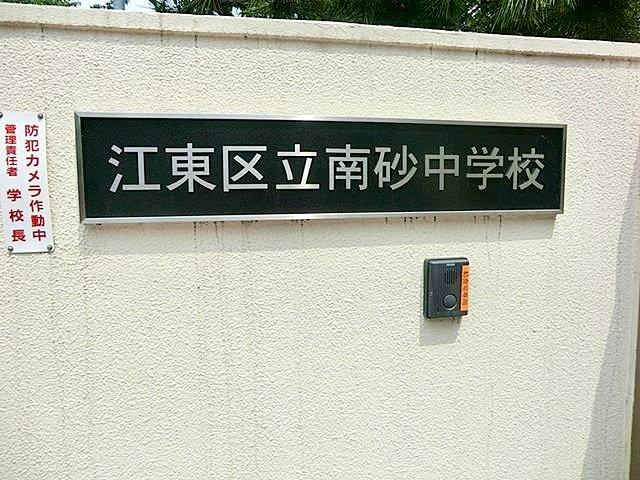 防犯カメラ作動中
管理責任者 学校長
江東区立南砂中学校